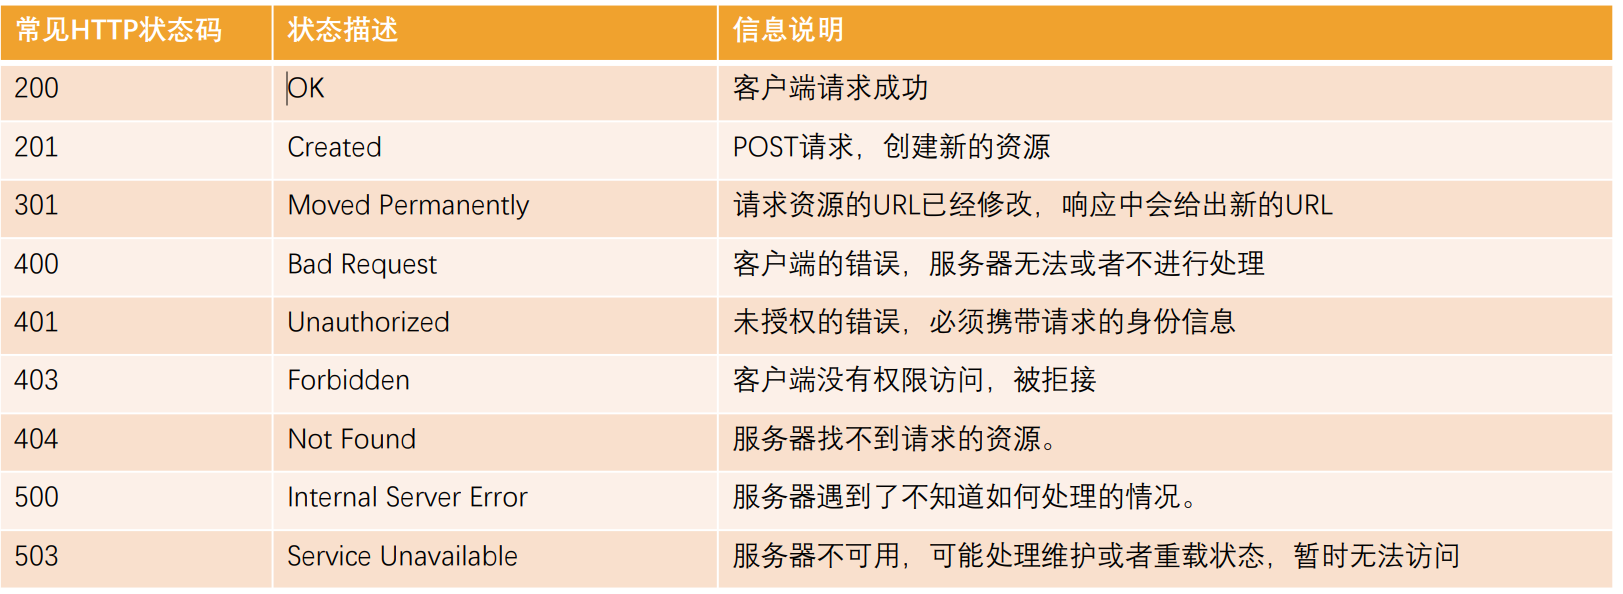 常见HTTP状态码 状态描述 信息说明
200 OK 客户端请求成功
201 Created POST请求，创建新的资源
301 Moved Permanently 请求资源的URL已经修改，响应中会给出新的URL
400 Bad Request 客户端的错误，服务器无法或者不进行处理
401 Unauthorized 未授权的错误，必须携带请求的身份信息
403 Forbidden 客户端没有权限访问，被拒接
404 Not Found 服务器找不到请求的资源。
500 Internal Server Error 服务器遇到了不知道如何处理的情况。
503 Service Unavailable 服务器不可用，可能处理维护或者重载状态，暂时无法访问